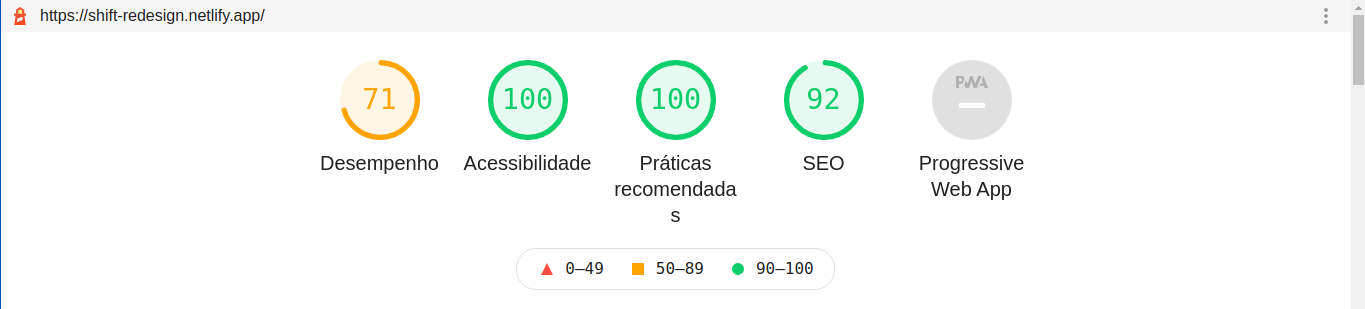 https://shift-redesign.netlify.app/
71 100 100 92 PWA
Desempenho Acessibilidade Práticas SEO Progressive
recomendada Web App
s
0–49 50–89 90–100